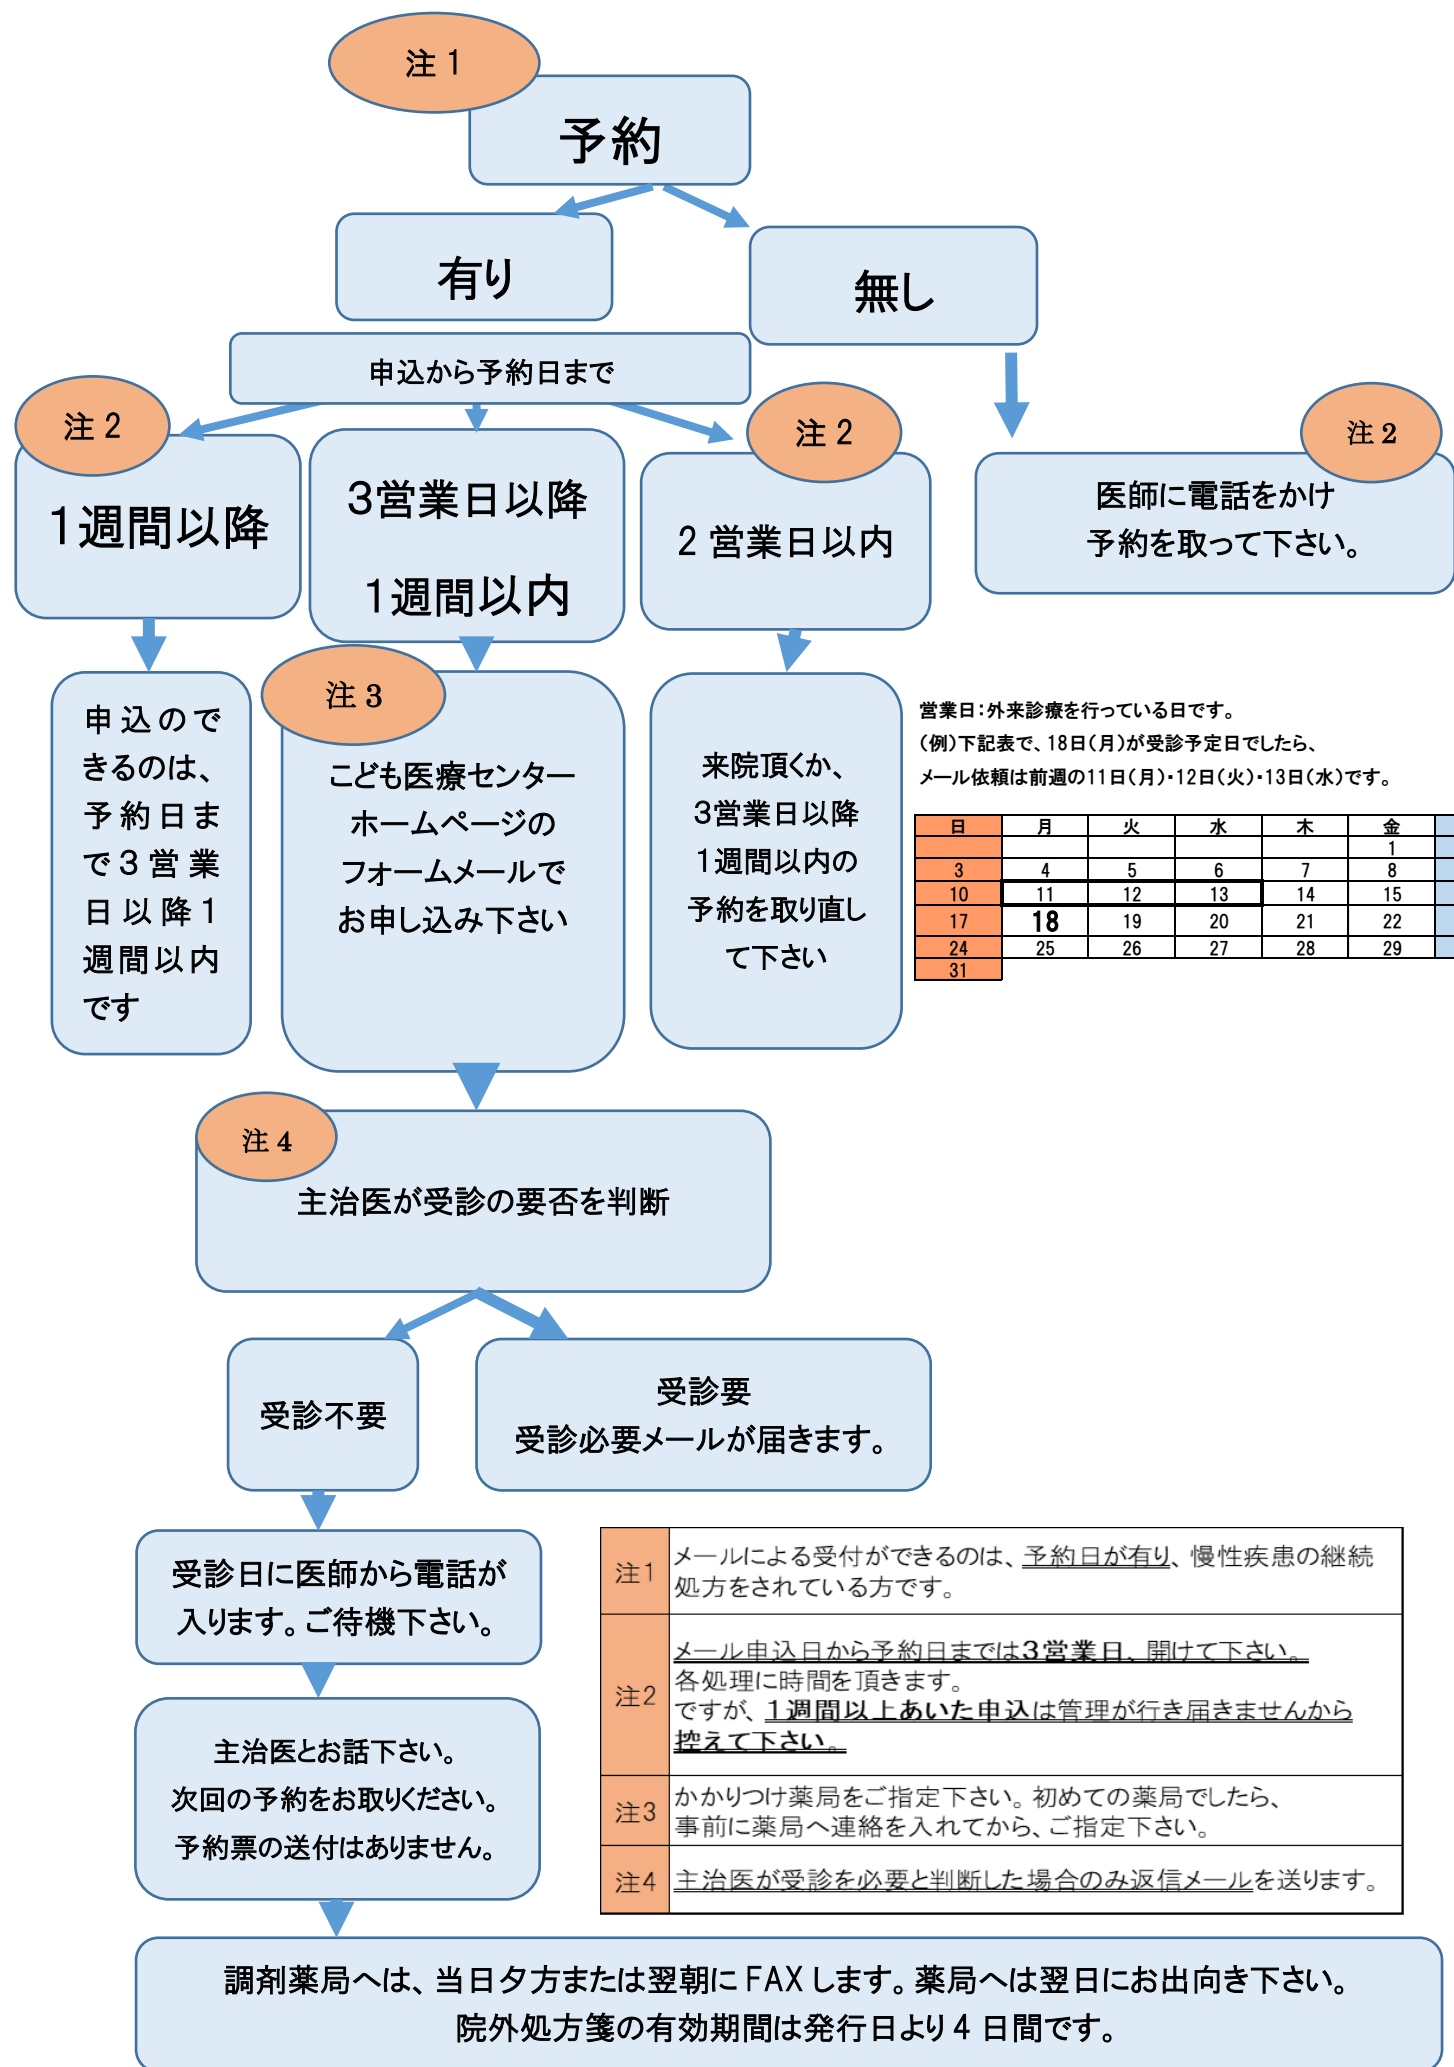 注1
予約
有り
無し
申込から予約日まで
注2
1週間以降
3営業日以降
1週間以内
注2
2営業日以内
注2
医師に電話をかけ
予約を取って下さい。
申込ので
きるのは、
予約日ま
で3営業
日以降1
週間以内
です
注3
こども医療センター
ホームページの
フォームメールで
お申し込み下さい
来院頂くか、
3営業日以降
1週間以内の
予約を取り直し
て下さい
営業日:外来診療を行っている日です。
(例)下記表で、18日(月)が受診予定日でしたら、
メール依頼は前週の11日(月)・12日(火)・13日(水)です。
日 月 火 水 木 金
1
3 4 5 6 7 8
10 11 12 13 14 15
17 18 19 20 21 22
24 25 26 27 28 29
31
注4
主治医が受診の要否を判断
受診不要
受診要
受診必要メールが届きます。
受診日に医師から電話が
入ります。ご待機下さい。
主治医とお話下さい。
次回の予約をお取りください。
予約票の送付はありません。
注1 メールによる受付ができるのは、予約日が有り、慢性疾患の継続
処方をされている方です。
注2 メール申込日から予約日までは3営業日、開けて下さい。
各処理に時間を頂きます。
ですが、1週間以上あいた申込は管理が行き届きませんから
控えて下さい。
注3 かかりつけ薬局をご指定下さい。初めての薬局でしたら、
事前に薬局へ連絡を入れてから、ご指定下さい。
注4 主治医が受診を必要と判断した場合のみ返信メールを送ります。
調剤薬局へは、当日夕方または翌朝にFAXします。薬局へは翌日にお出向き下さい。
院外処方箋の有効期間は発行日より4日間です。